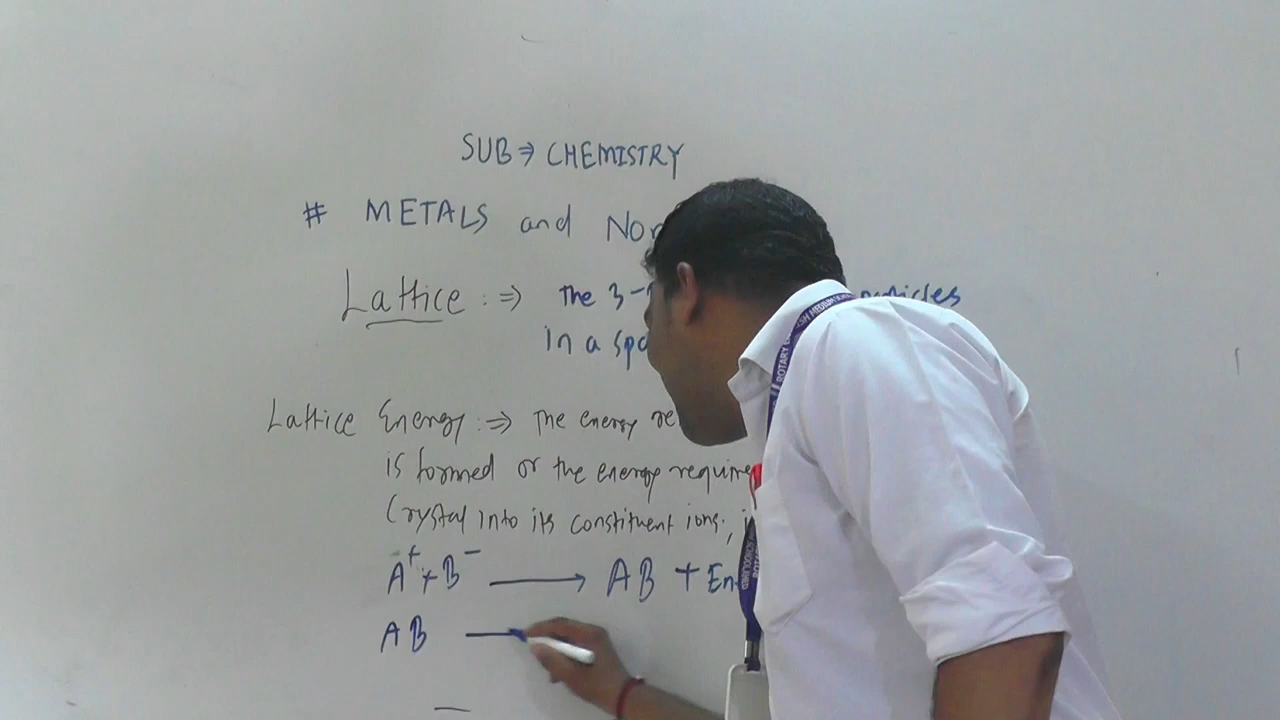 SUB ⇒ CHEMISTRY
# METALS and Non
Lattice :⇒ The 3-
particles
in a spa
Lattice Energy :⇒ The energy re
is formed or the energy require
Crystal into its constituent ions;
A⁺ + B⁻ ⟶ AB + En
AB —
ROTARY